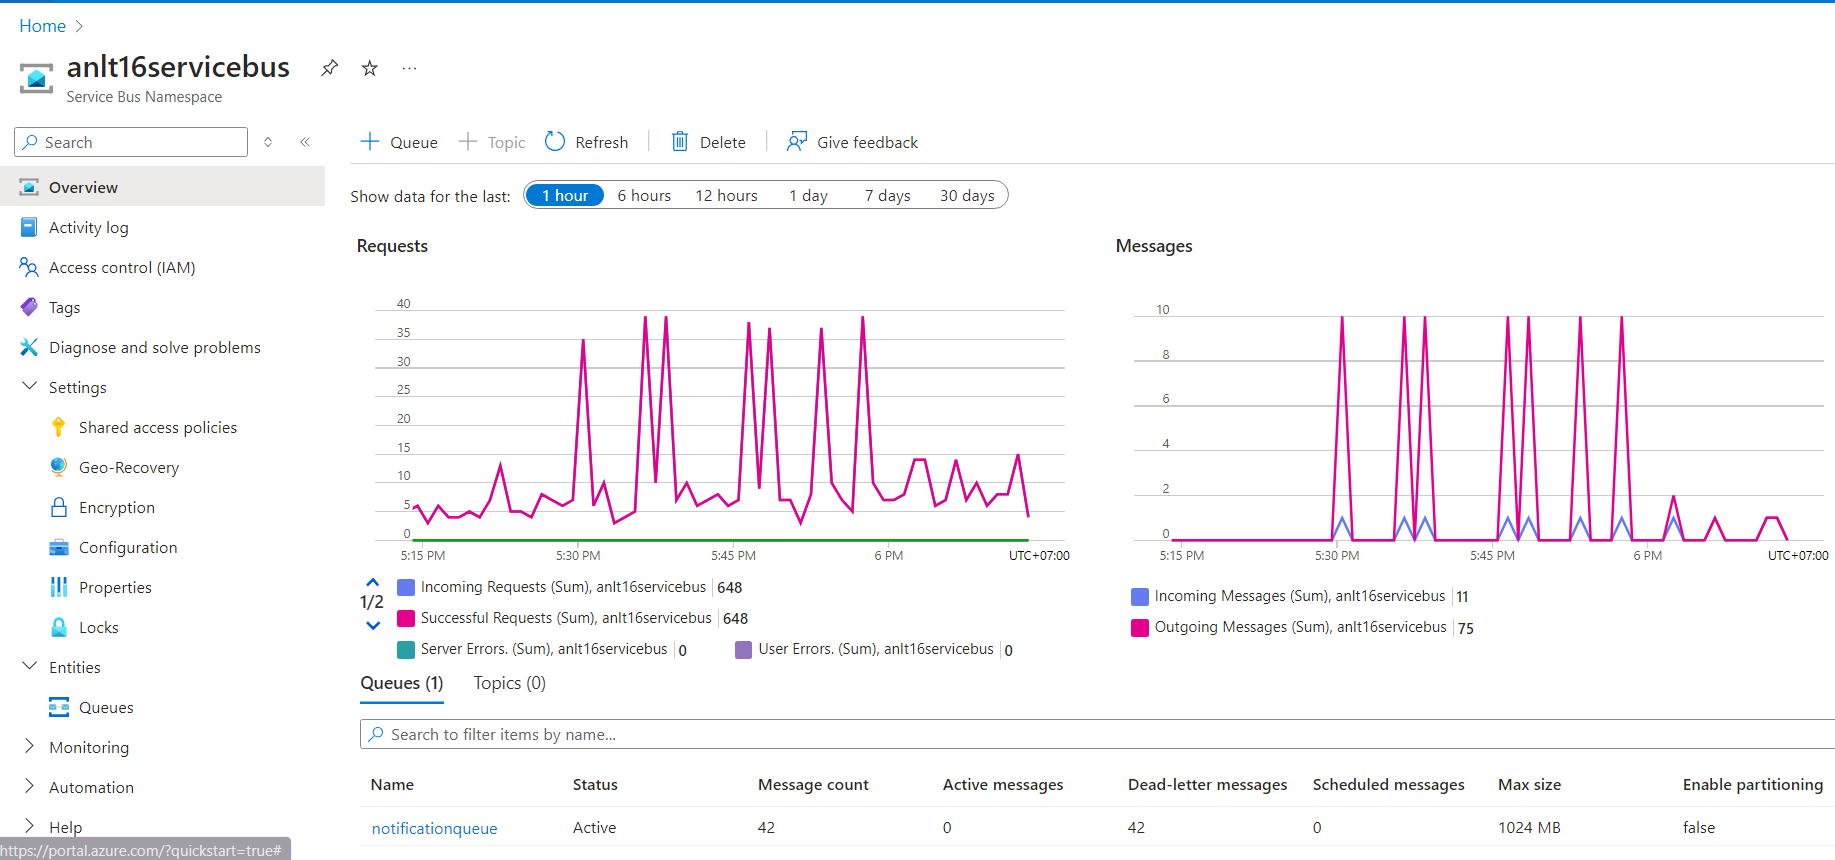 Home
anlt16servicebus
Service Bus Namespace
Search
Queue Topic Refresh Delete Give feedback
Overview
Activity log
Access control (IAM)
Tags
Diagnose and solve problems
Settings
Shared access policies
Geo-Recovery
Encryption
Configuration
Properties
Locks
Entities
Queues
Monitoring
Automation
Help
https://portal.azure.com/?quickstart=true#
Show data for the last: 1 hour 6 hours 12 hours 1 day 7 days 30 days
Requests
40
35
30
25
20
15
10
5
0
5:15 PM 5:30 PM 5:45 PM 6 PM UTC+07:00
1/2
Incoming Requests (Sum), anlt16servicebus 648
Successful Requests (Sum), anlt16servicebus 648
Server Errors. (Sum), anlt16servicebus 0 User Errors. (Sum), anlt16servicebus 0
Messages
10
8
6
4
2
0
5:15 PM 5:30 PM 5:45 PM 6 PM UTC+07:00
Incoming Messages (Sum), anlt16servicebus 11
Outgoing Messages (Sum), anlt16servicebus 75
Queues (1) Topics (0)
Search to filter items by name...
Name Status Message count Active messages Dead-letter messages Scheduled messages Max size Enable partitioning
notificationqueue Active 42 0 42 0 1024 MB false